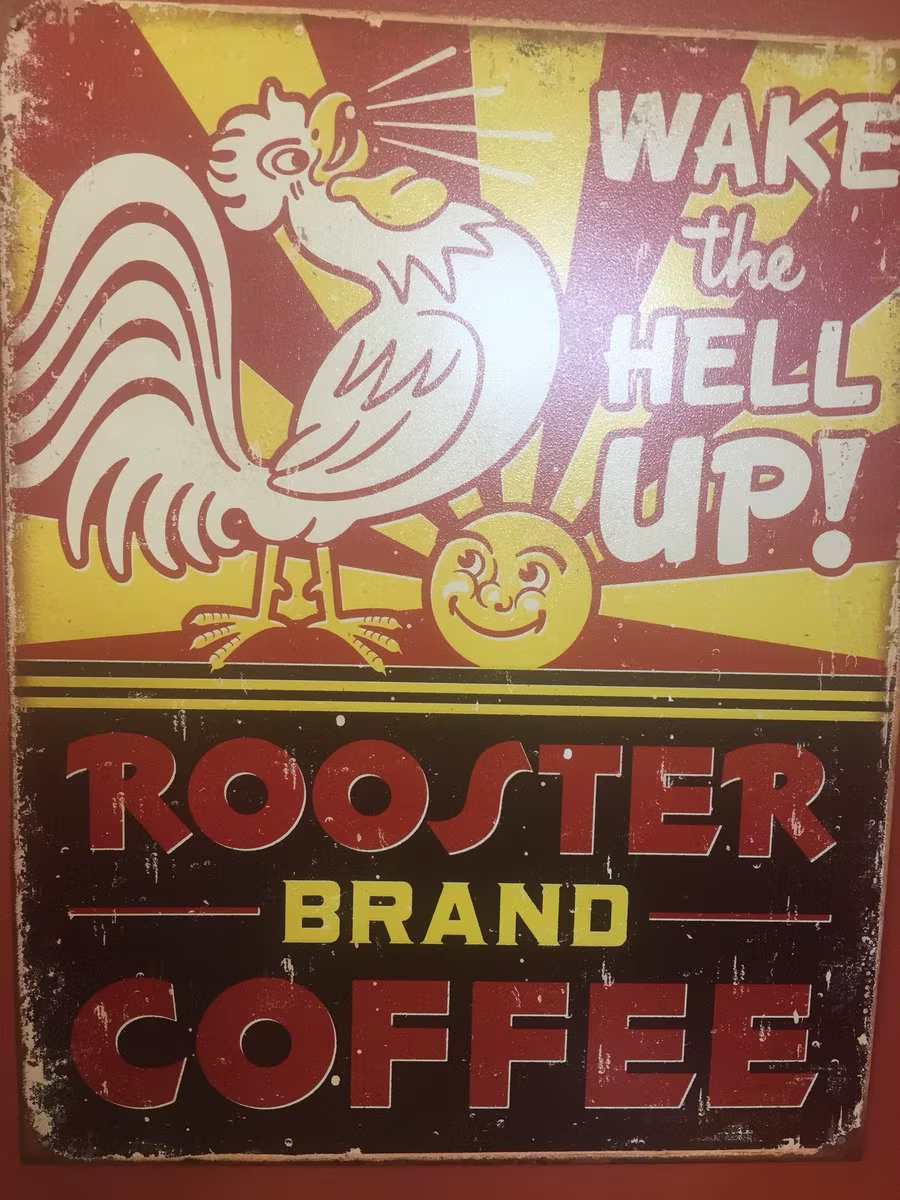 WAKE
the
HELL
UP!
ROOSTER
BRAND
COFFEE